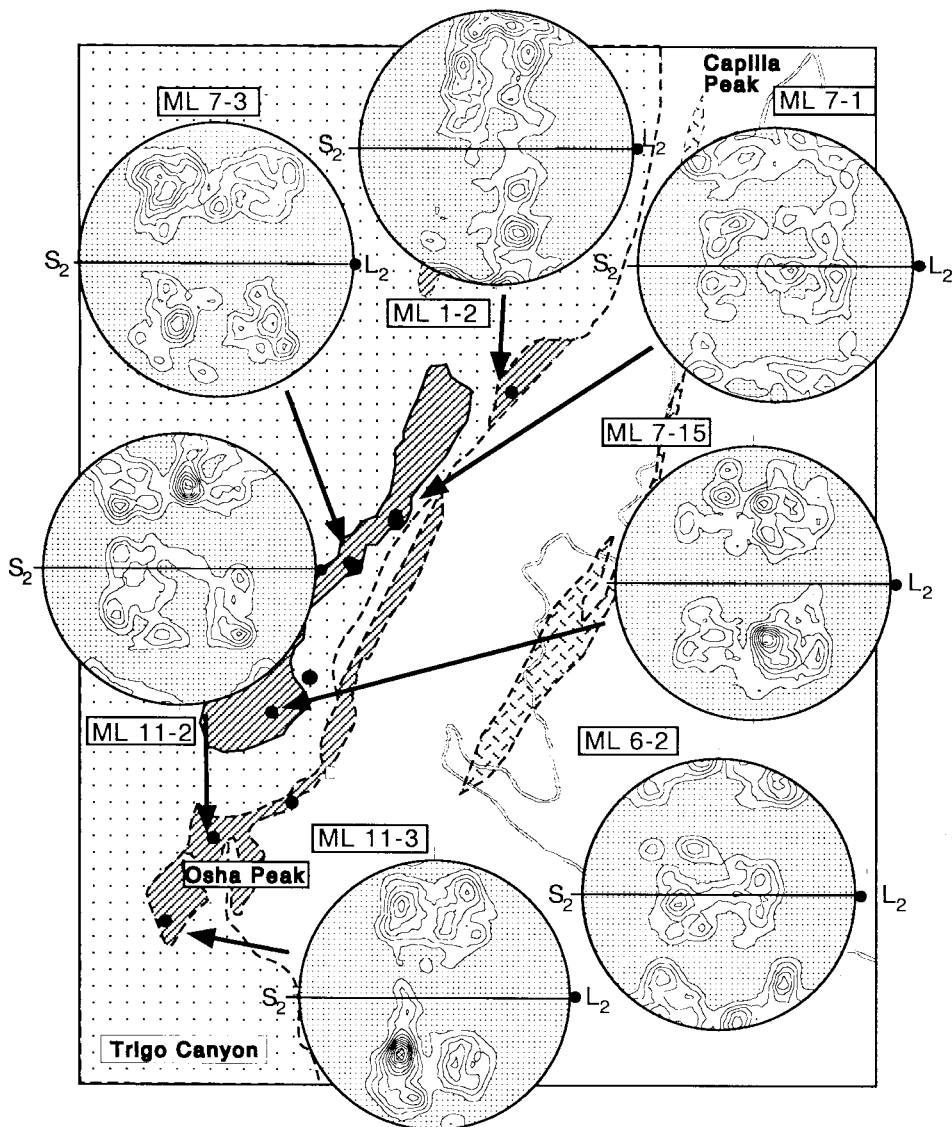 Capilla
Peak
ML 7-3
ML 7-1
S2
L2
S2
L2
S2
L2
ML 1-2
ML 7-15
S2
S2
L2
ML 11-2
ML 6-2
ML 11-3
Osha Peak
S2
L2
S2
L2
Trigo Canyon